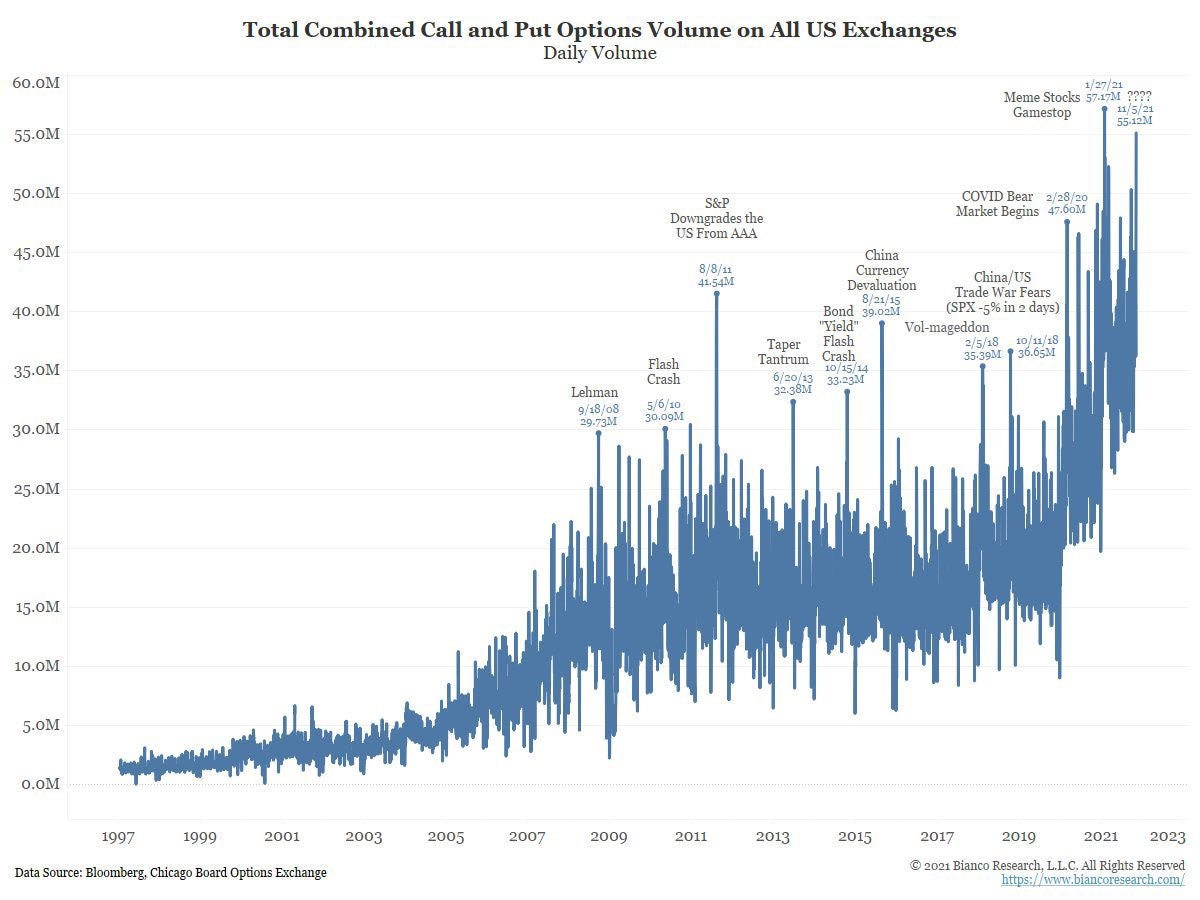 Total Combined Call and Put Options Volume on All US Exchanges
Daily Volume
60.0M
55.0M
50.0M
45.0M
40.0M
35.0M
30.0M
25.0M
20.0M
15.0M
10.0M
5.0M
0.0M
Lehman
9/18/08
29.73M
Flash
Crash
5/6/10
30.09M
S&P
Downgrades the
US From AAA
8/8/11
41.54M
Taper
Tantrum
6/20/13
32.38M
Bond
"Yield"
Flash
Crash
10/15/14
33.23M
China
Currency
Devaluation
8/21/15
39.02M
Vol-mageddon
2/5/18
35.39M
China/US
Trade War Fears
(SPX -5% in 2 days)
10/11/18
36.65M
COVID Bear
Market Begins
2/28/20
47.60M
Meme Stocks
Gamestop
1/27/21
57.17M
????
11/5/21
55.12M
1997
1999
2001
2003
2005
2007
2009
2011
2013
2015
2017
2019
2021
2023
Data Source: Bloomberg, Chicago Board Options Exchange
© 2021 Bianco Research, L.L.C. All Rights Reserved
https://www.biancoresearch.com/